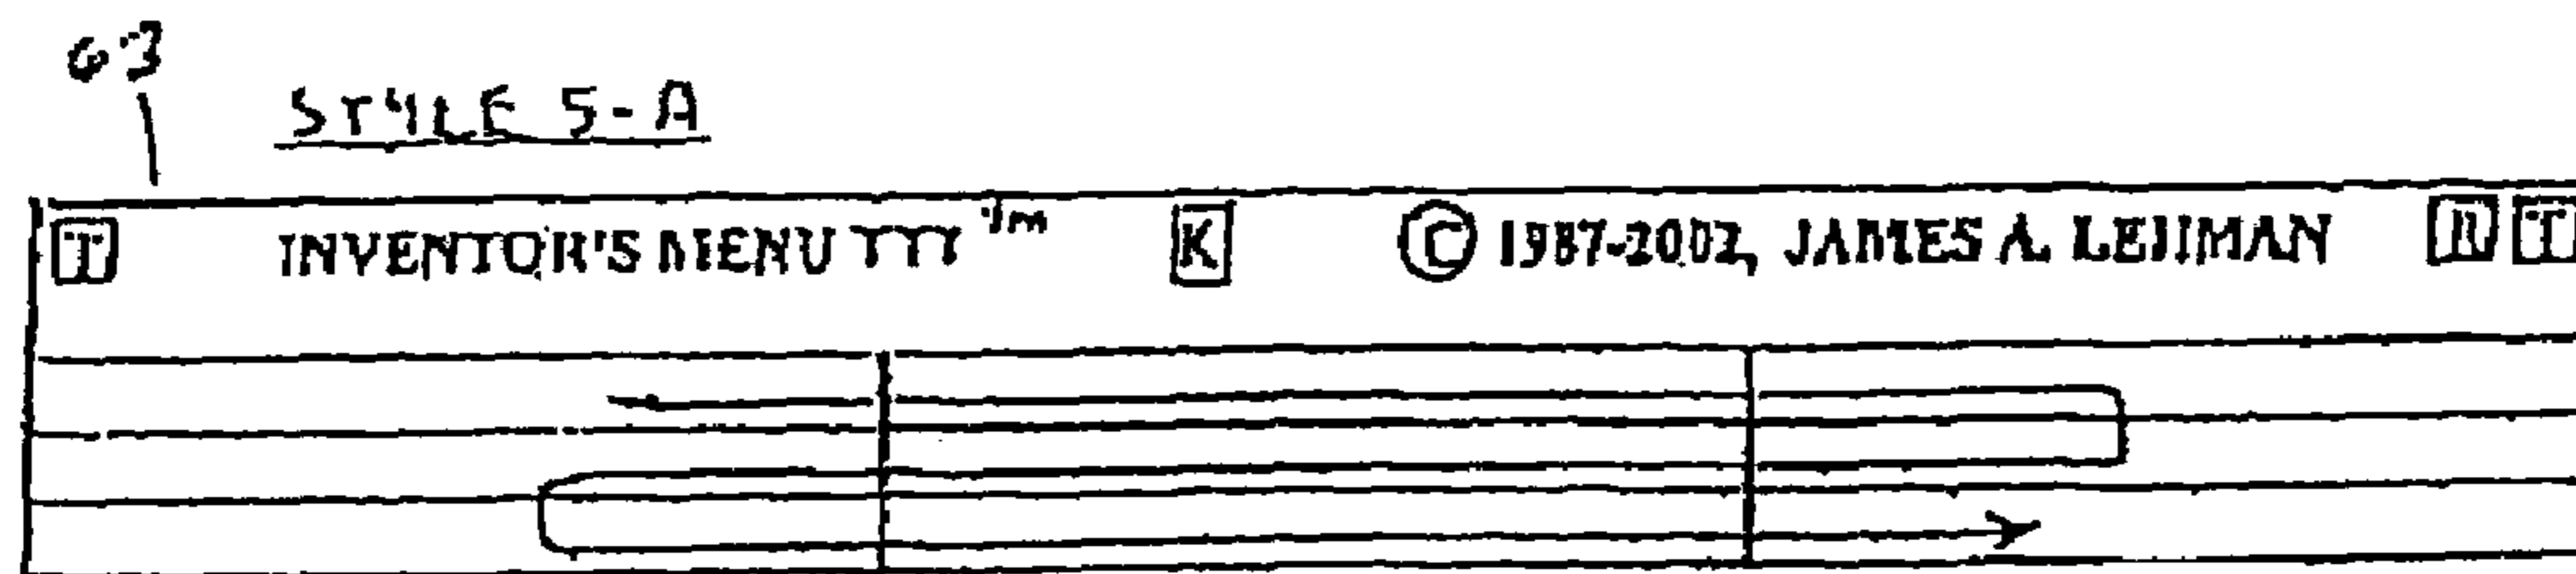 63
STYLE 5-A
T INVENTOR'S MENU TTT TM K © 1987-2002, JAMES A. LEHMAN R T